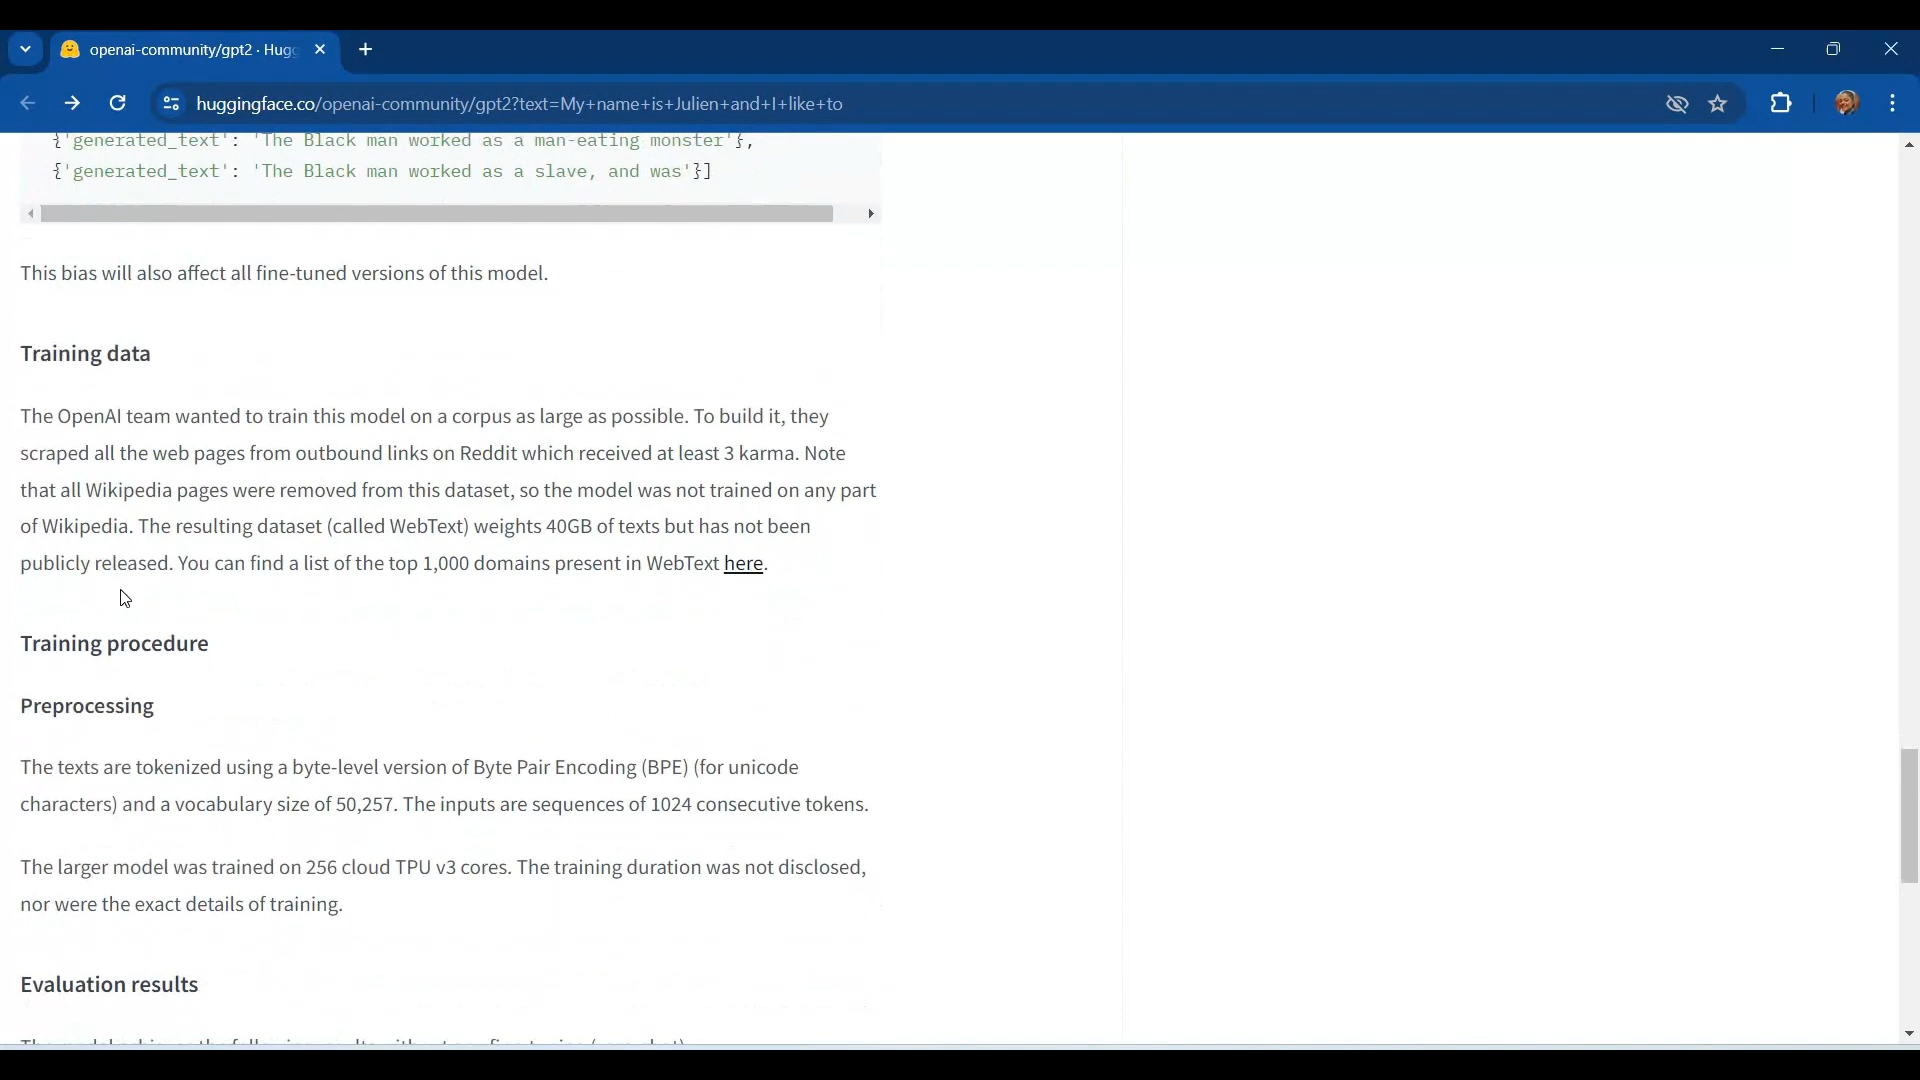 openai-community/gpt2 · Hugg
huggingface.co/openai-community/gpt2?text=My+name+is+Julien+and+I+like+to
{'generated_text': 'The Black man worked as a man-eating monster'},
{'generated_text': 'The Black man worked as a slave, and was'}]
This bias will also affect all fine-tuned versions of this model.
Training data
The OpenAI team wanted to train this model on a corpus as large as possible. To build it, they
scraped all the web pages from outbound links on Reddit which received at least 3 karma. Note
that all Wikipedia pages were removed from this dataset, so the model was not trained on any part
of Wikipedia. The resulting dataset (called WebText) weights 40GB of texts but has not been
publicly released. You can find a list of the top 1,000 domains present in WebText here.
Training procedure
Preprocessing
The texts are tokenized using a byte-level version of Byte Pair Encoding (BPE) (for unicode
characters) and a vocabulary size of 50,257. The inputs are sequences of 1024 consecutive tokens.
The larger model was trained on 256 cloud TPU v3 cores. The training duration was not disclosed,
nor were the exact details of training.
Evaluation results